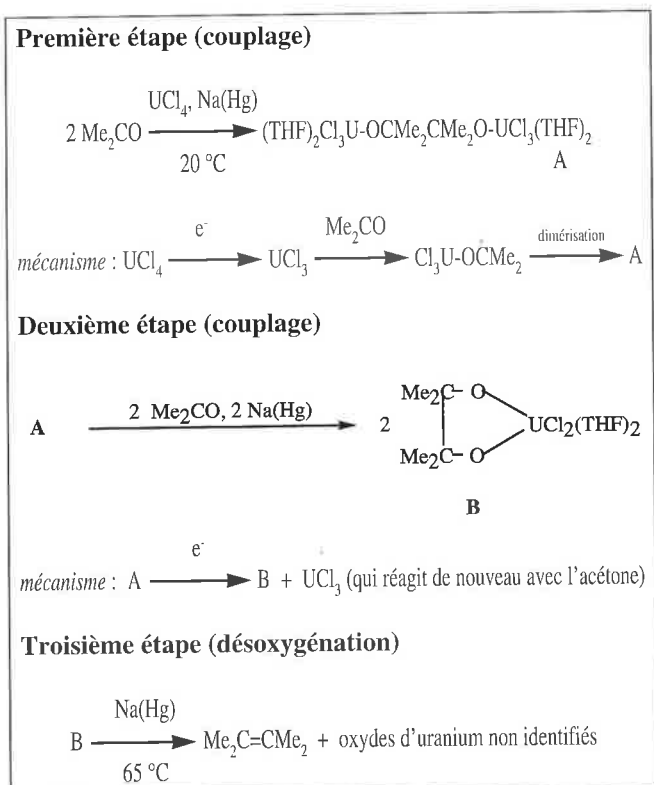 Première étape (couplage)
UCl₄, Na(Hg)
2 Me₂CO (THF)₂Cl₃U-OCMe₂CMe₂O-UCl₃(THF)₂
20 °C A
e⁻ Me₂CO dimérisation
mécanisme : UCl₄ UCl₃ Cl₃U-OCMe₂ A
Deuxième étape (couplage)
Me₂C– O
2 Me₂CO, 2 Na(Hg)
A 2 UCl₂(THF)₂
Me₂C– O
B
e⁻
mécanisme : A B + UCl₃ (qui réagit de nouveau avec l'acétone)
Troisième étape (désoxygénation)
Na(Hg)
B Me₂C=CMe₂ + oxydes d'uranium non identifiés
65 °C